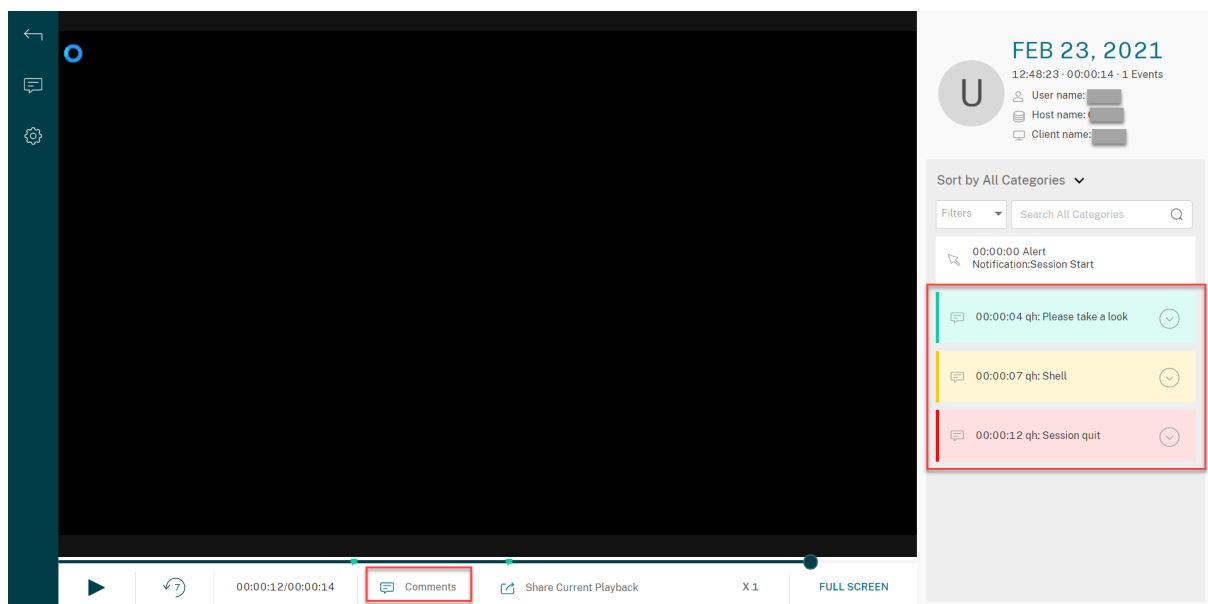 FEB 23, 2021
12:48:23 · 00:00:14 · 1 Events
U
User name:
Host name:
Client name:
Sort by All Categories
Filters
Search All Categories
00:00:00 Alert
Notification:Session Start
00:00:04 qh: Please take a look
00:00:07 qh: Shell
00:00:12 qh: Session quit
7
00:00:12/00:00:14
Comments
Share Current Playback
X 1
FULL SCREEN